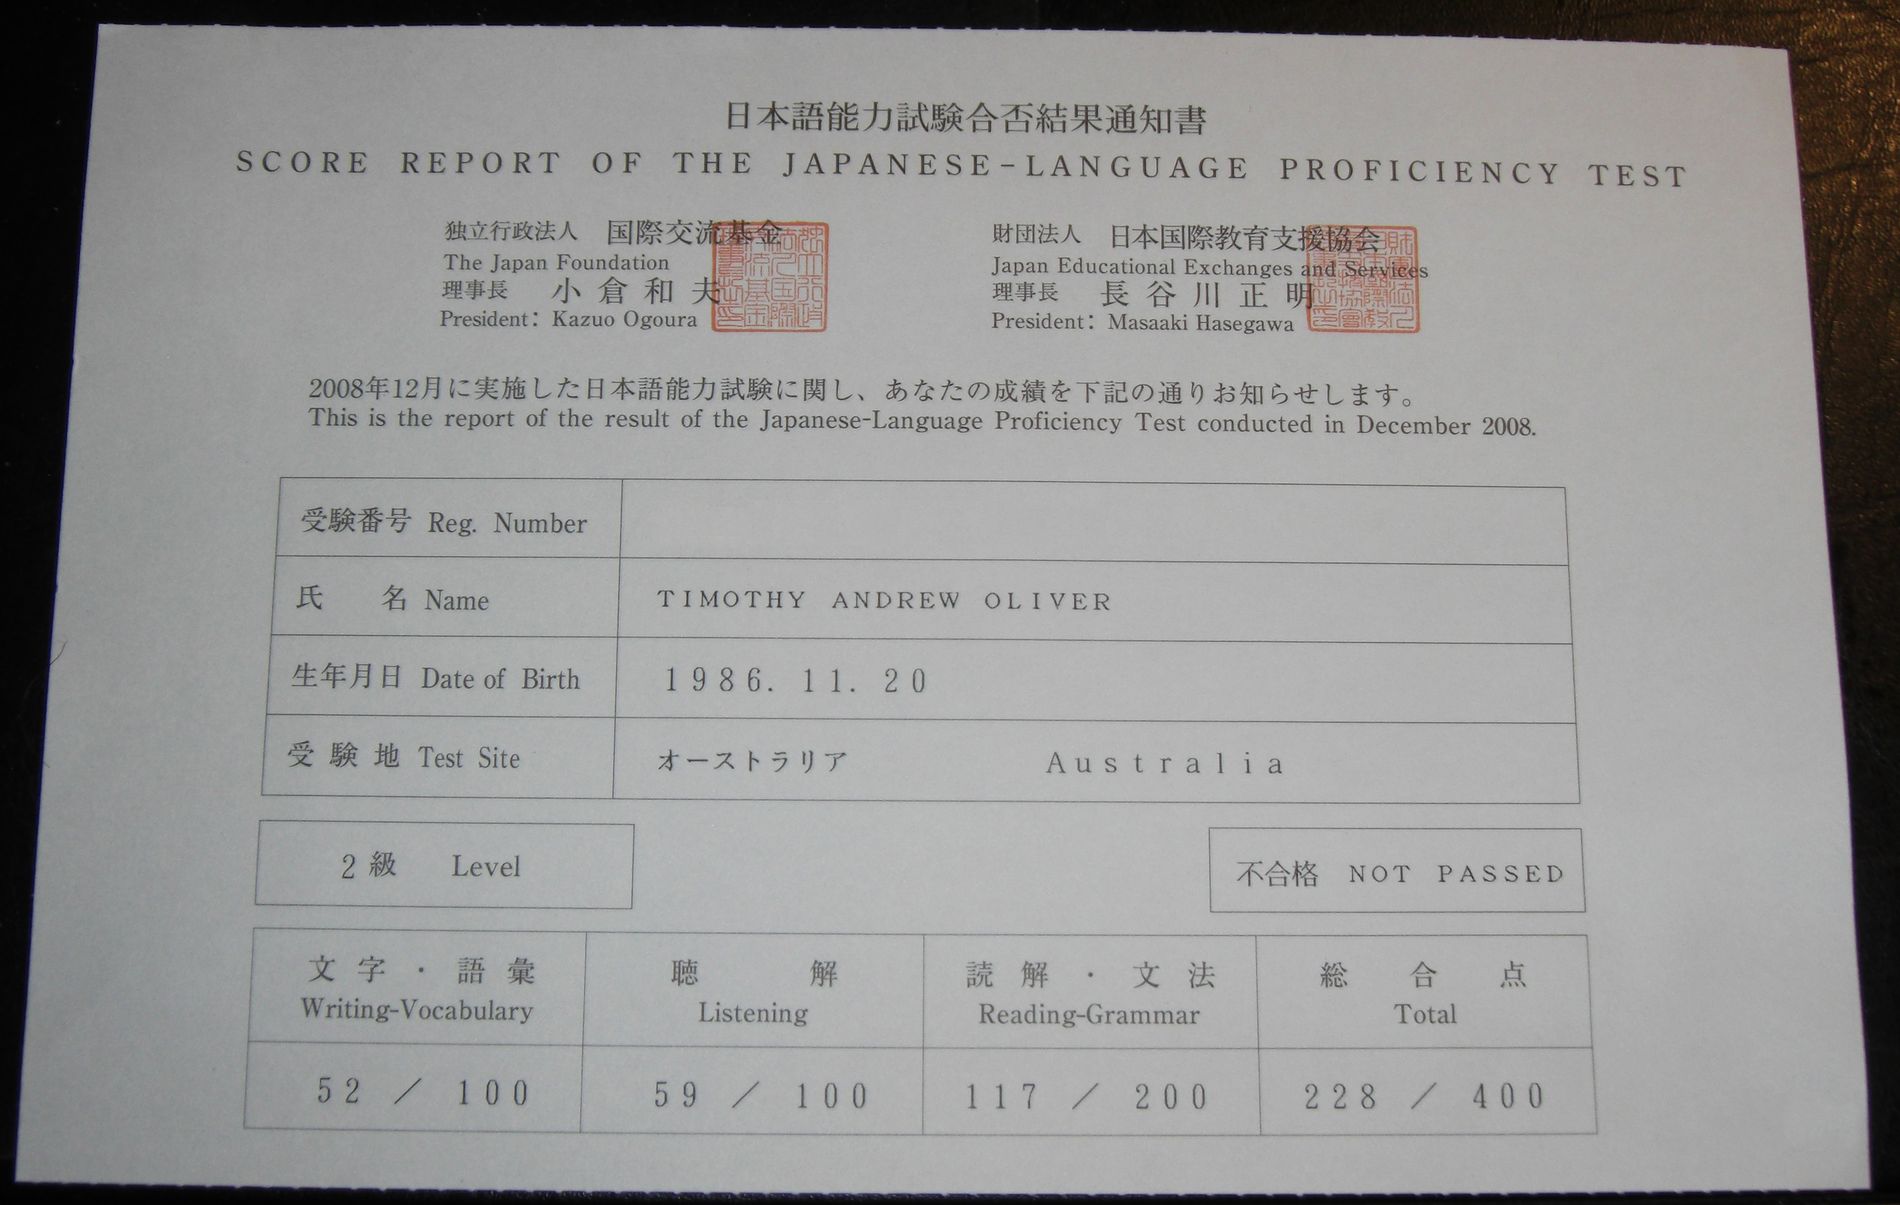 日本語能力試験合否結果通知書
SCORE REPORT OF THE JAPANESE-LANGUAGE PROFICIENCY TEST
独立行政法人 国際交流基金
The Japan Foundation
理事長 小倉和夫
President: Kazuo Ogoura
財団法人 日本国際教育支援協会
Japan Educational Exchanges and Services
理事長 長谷川正明
President: Masaaki Hasegawa
2008年12月に実施した日本語能力試験に関し、あなたの成績を下記の通りお知らせします。
This is the report of the result of the Japanese-Language Proficiency Test conducted in December 2008.
受験番号 Reg. Number
氏名 Name TIMOTHY ANDREW OLIVER
生年月日 Date of Birth 1986. 11. 20
受験地 Test Site オーストラリア Australia
2級 Level
不合格 NOT PASSED
文字・語彙 聴解 読解・文法 総合点
Writing-Vocabulary Listening Reading-Grammar Total
52 / 100 59 / 100 117 / 200 228 / 400